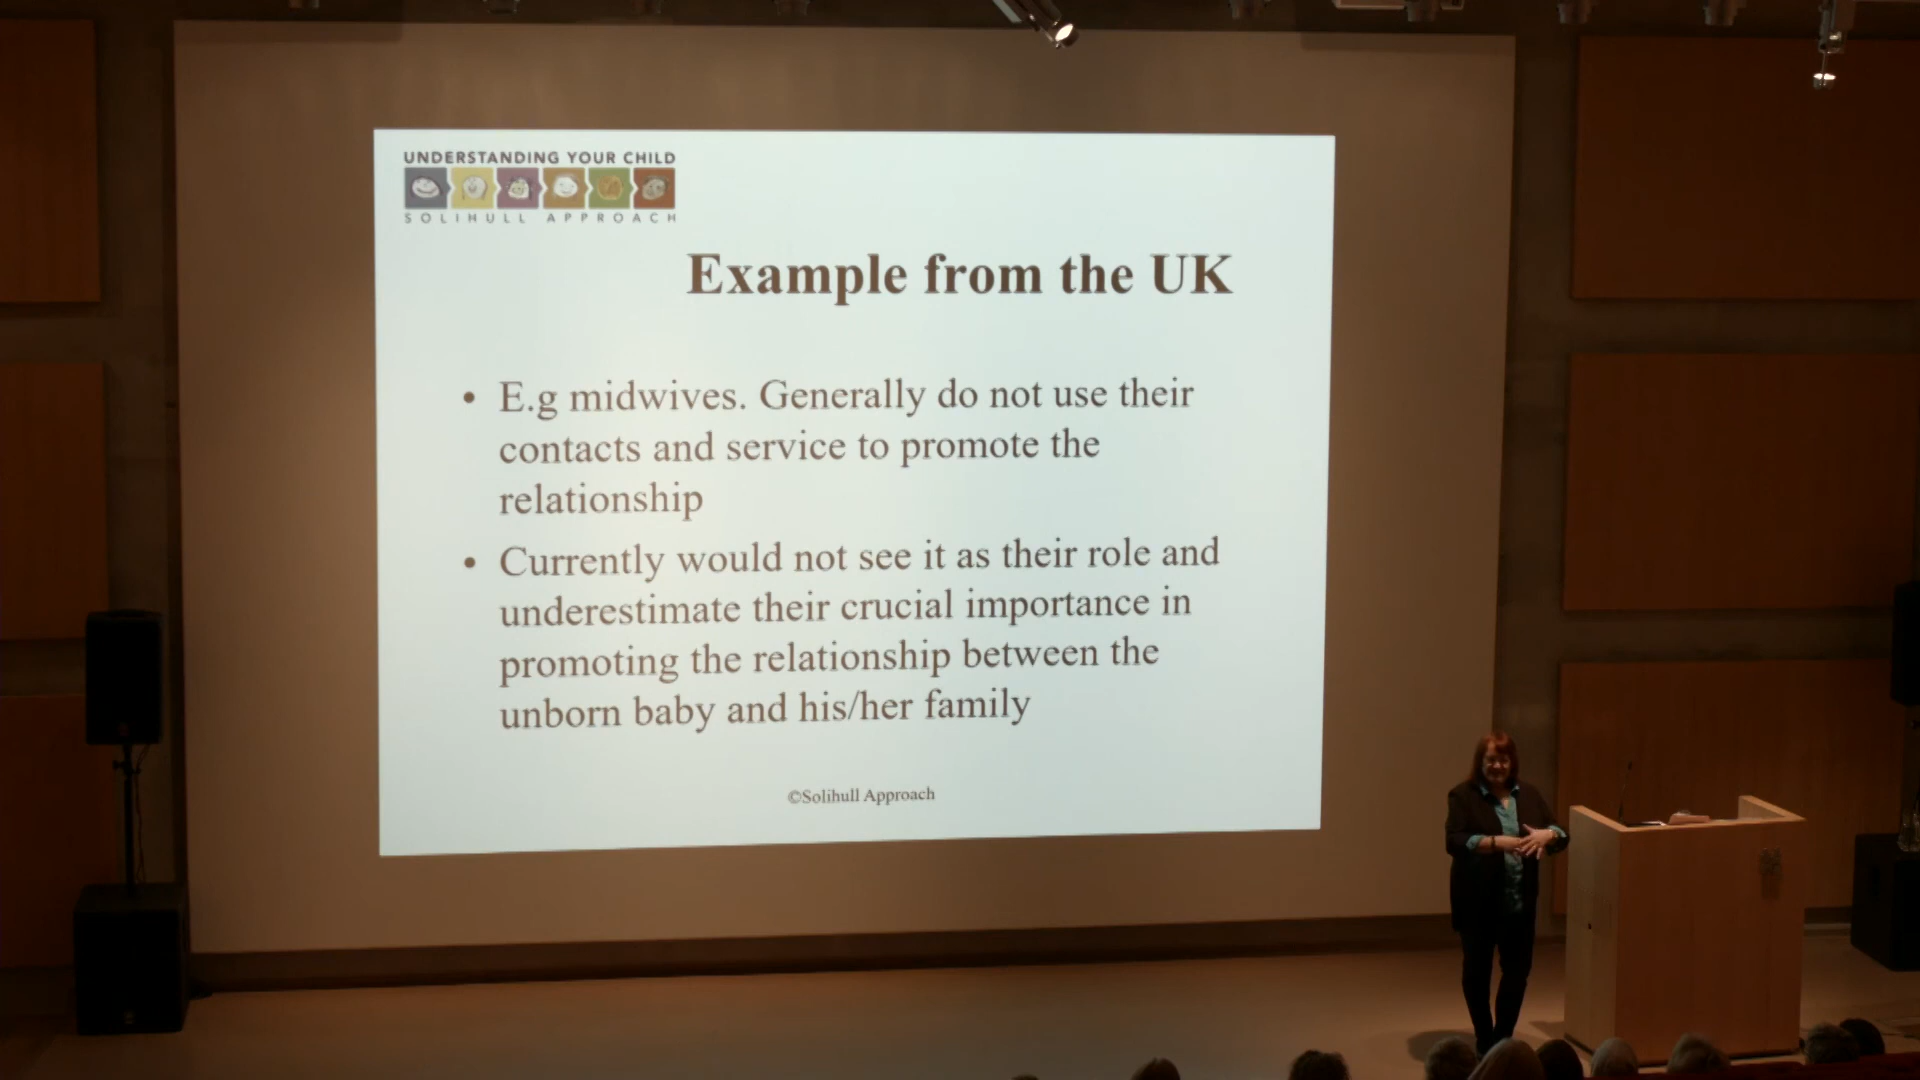 UNDERSTANDING YOUR CHILD
SOLIHULL APPROACH
Example from the UK
• E.g midwives. Generally do not use their
contacts and service to promote the
relationship
• Currently would not see it as their role and
underestimate their crucial importance in
promoting the relationship between the
unborn baby and his/her family
©Solihull Approach